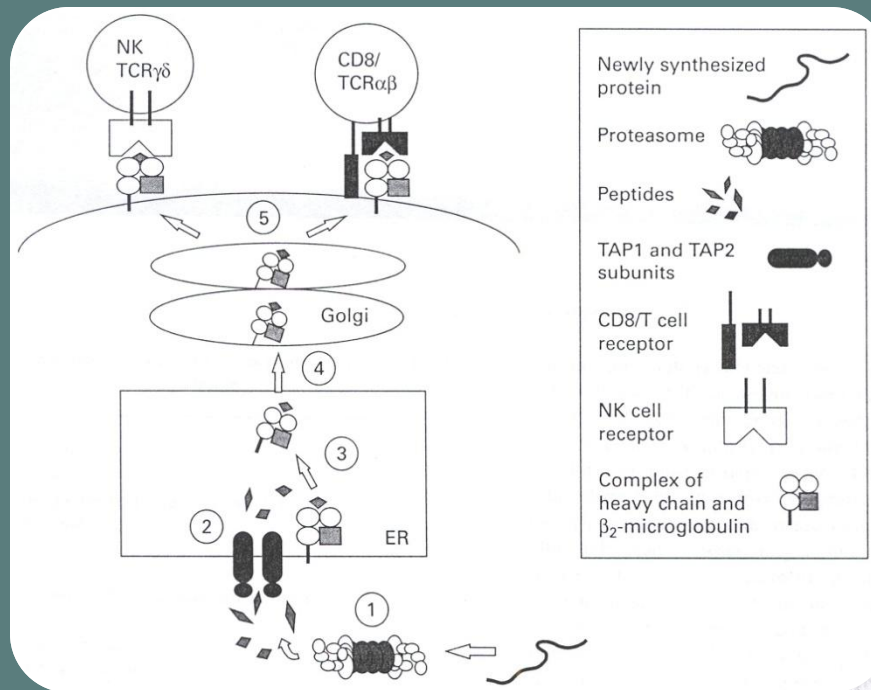 NK
TCRγδ
CD8/
TCRαβ
5
Golgi
4
3
2
ER
1
Newly synthesized
protein
Proteasome
Peptides
TAP1 and TAP2
subunits
CD8/T cell
receptor
NK cell
receptor
Complex of
heavy chain and
β₂-microglobulin